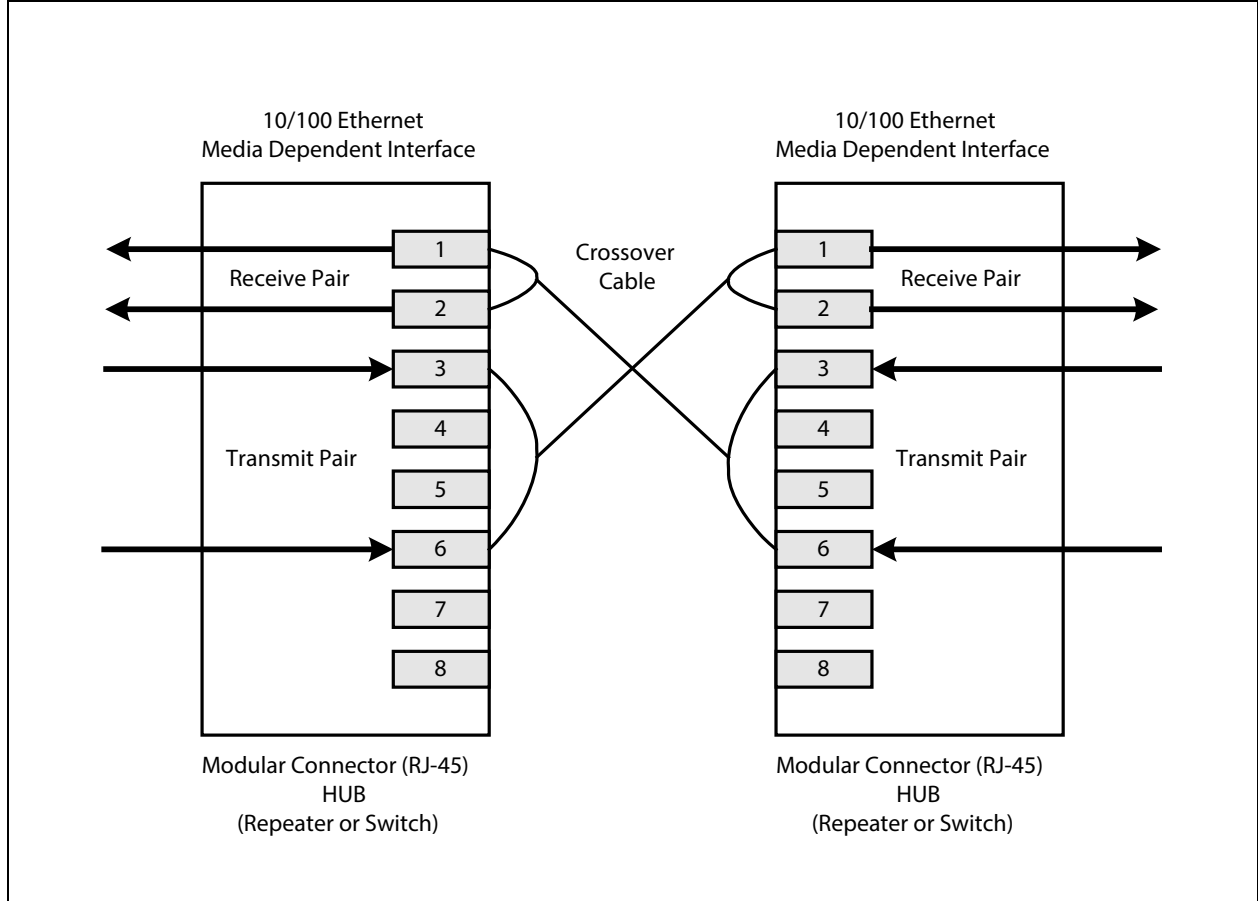 10/100 Ethernet
Media Dependent Interface
1
Receive Pair
2
3
4
Transmit Pair
5
6
7
8
Modular Connector (RJ-45)
HUB
(Repeater or Switch)
Crossover
Cable
10/100 Ethernet
Media Dependent Interface
1
Receive Pair
2
3
4
Transmit Pair
5
6
7
8
Modular Connector (RJ-45)
HUB
(Repeater or Switch)